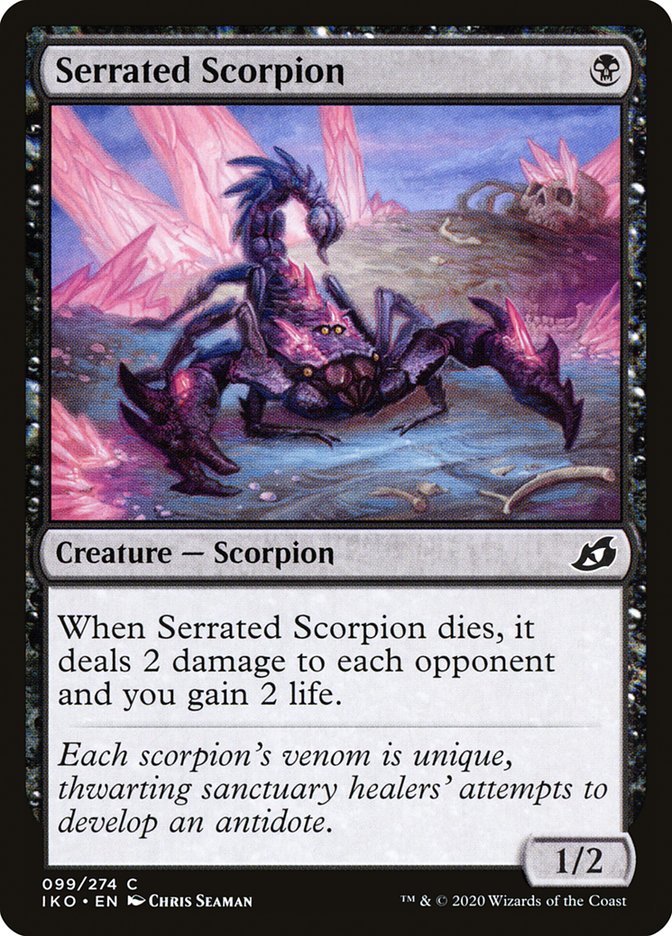 Serrated Scorpion
Creature — Scorpion
When Serrated Scorpion dies, it
deals 2 damage to each opponent
and you gain 2 life.
Each scorpion's venom is unique,
thwarting sanctuary healers' attempts to
develop an antidote.
1/2
099/274 C
IKO • EN Chris Seaman
™ & © 2020 Wizards of the Coast